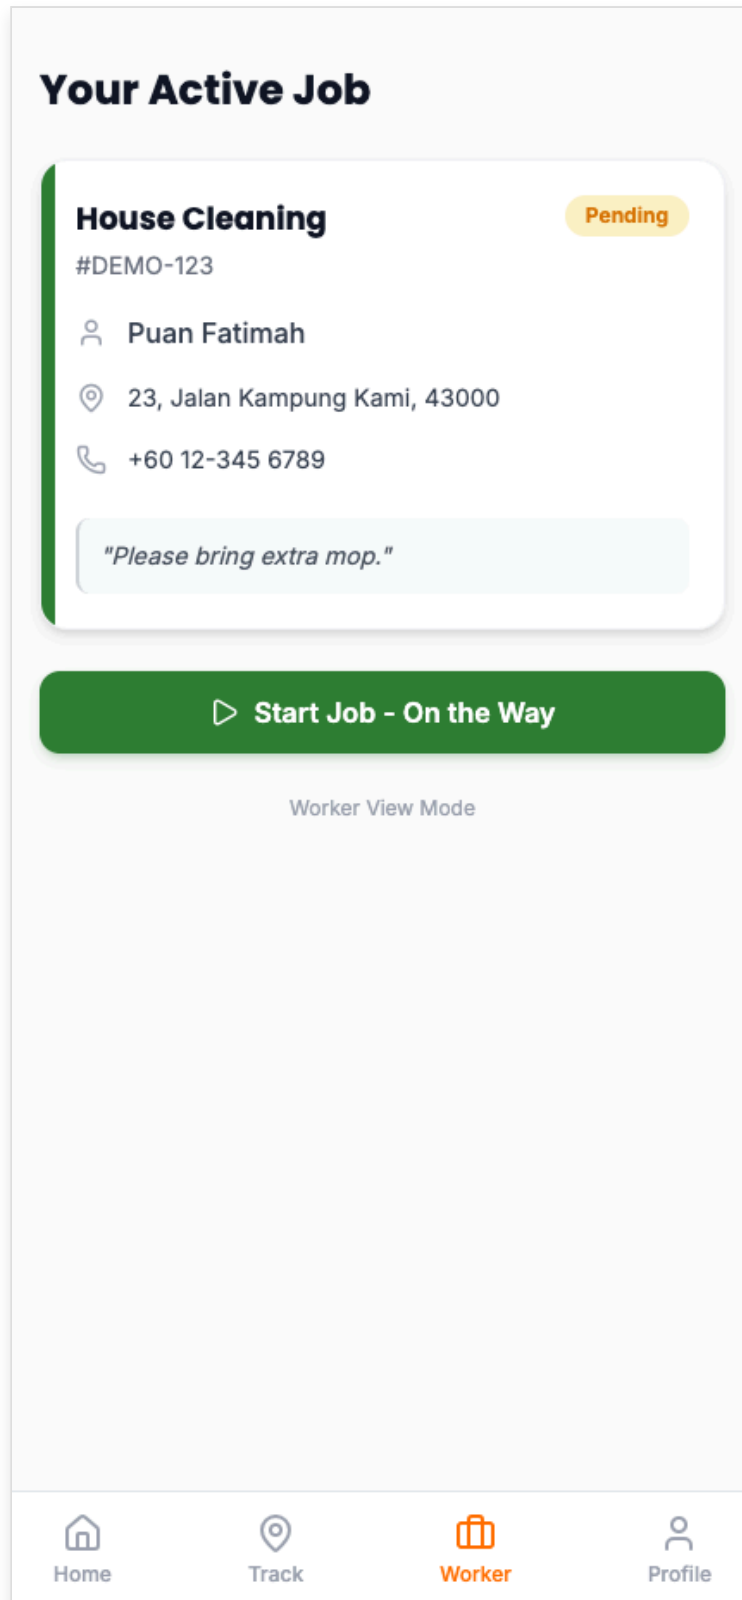 Your Active Job
House Cleaning
Pending
#DEMO-123
Puan Fatimah
23, Jalan Kampung Kami, 43000
+60 12-345 6789
"Please bring extra mop."
Start Job - On the Way
Worker View Mode
Home
Track
Worker
Profile